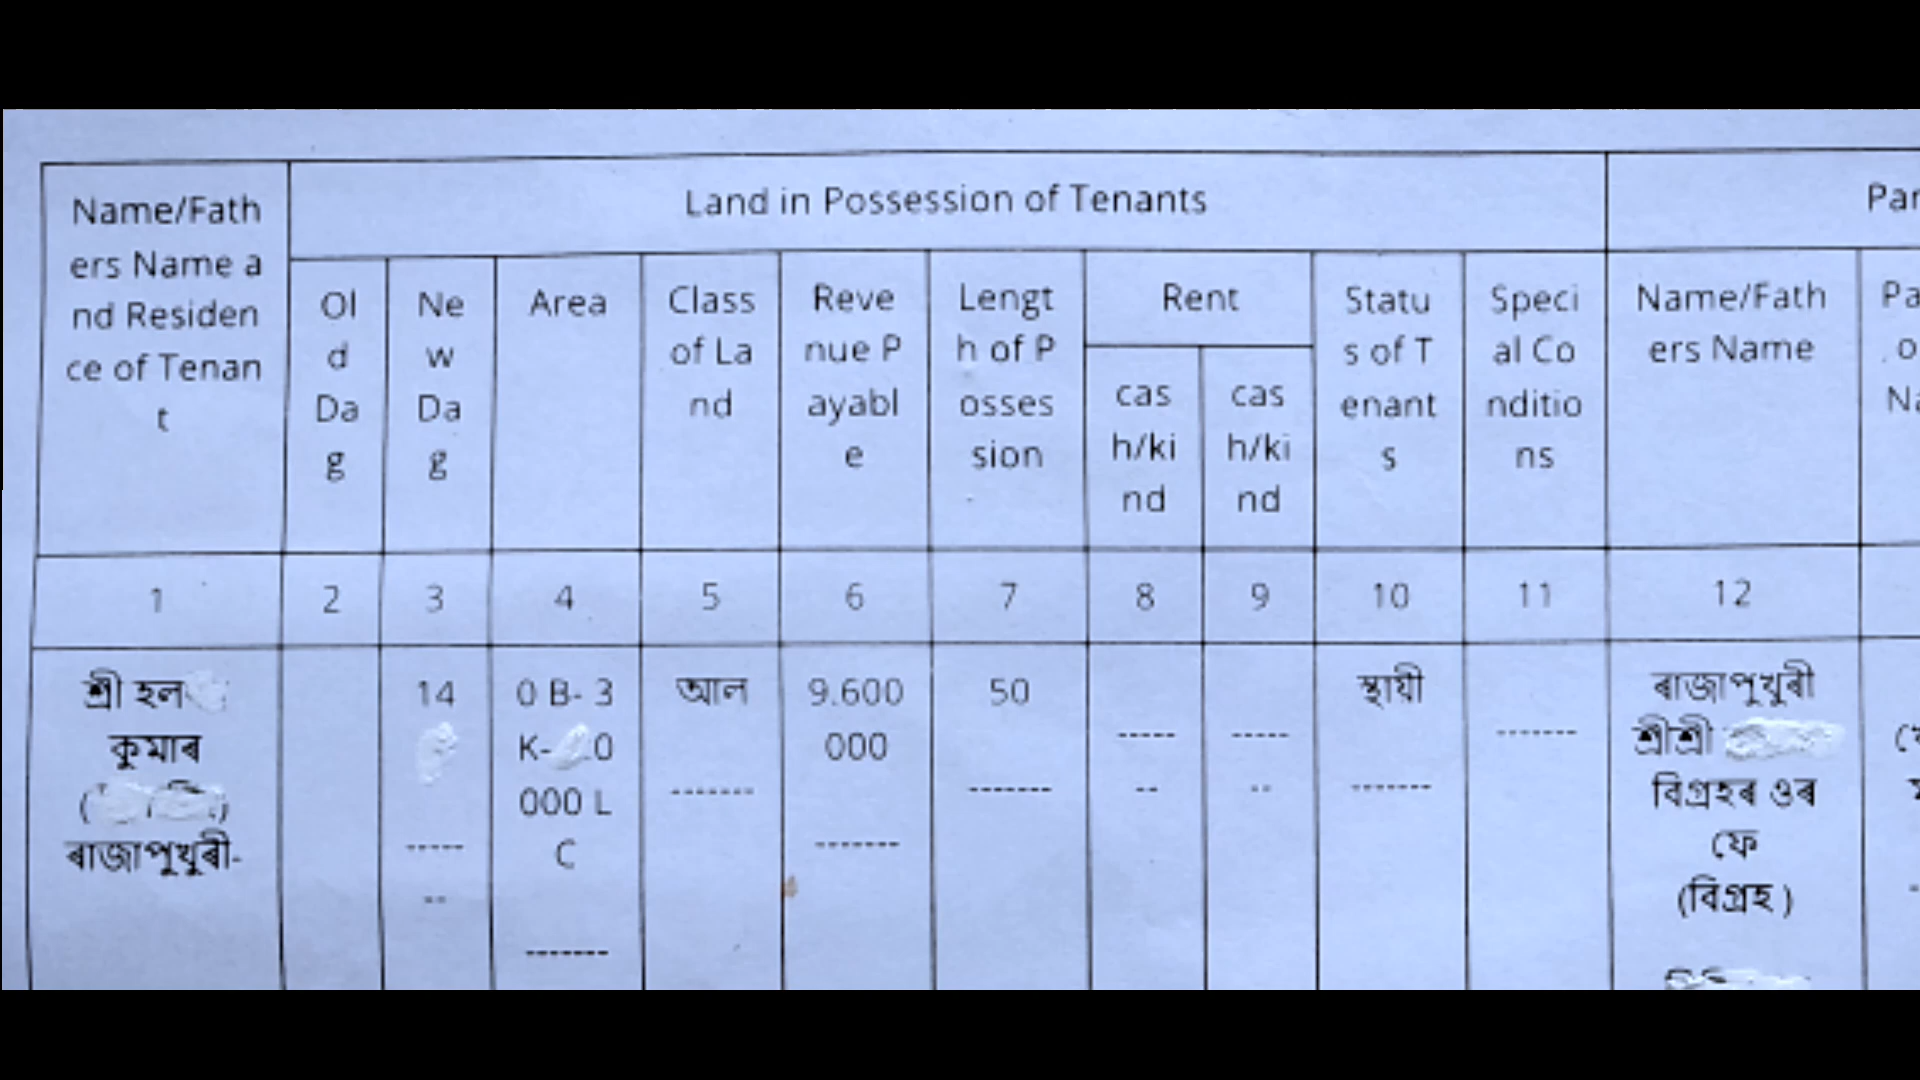 Land in Possession of Tenants
Name/Fath
ers Name a
nd Residen
ce of Tenan
t
Ol
d
Da
g
Ne
w
Da
g
Area
Class
of La
nd
Reve
nue P
ayabl
e
Lengt
h of P
osses
sion
Rent
cas
h/ki
nd
cas
h/ki
nd
Statu
s of T
enant
s
Speci
al Co
nditio
ns
Name/Fath
ers Name
1 2 3 4 5 6 7 8 9 10 11 12
শ্ৰী হল
কুমাৰ
ৰাজাপুখুৰী-
14
-----
--
0 B- 3
K- 0
000 L
C
-------
আল
-------
9.600
000
-------
50
-------
-----
--
-----
--
স্থায়ী
-------
-------
ৰাজাপুখুৰী
শ্ৰীশ্ৰী
বিগ্ৰহৰ ওৰ
ফে
(বিগ্ৰহ )